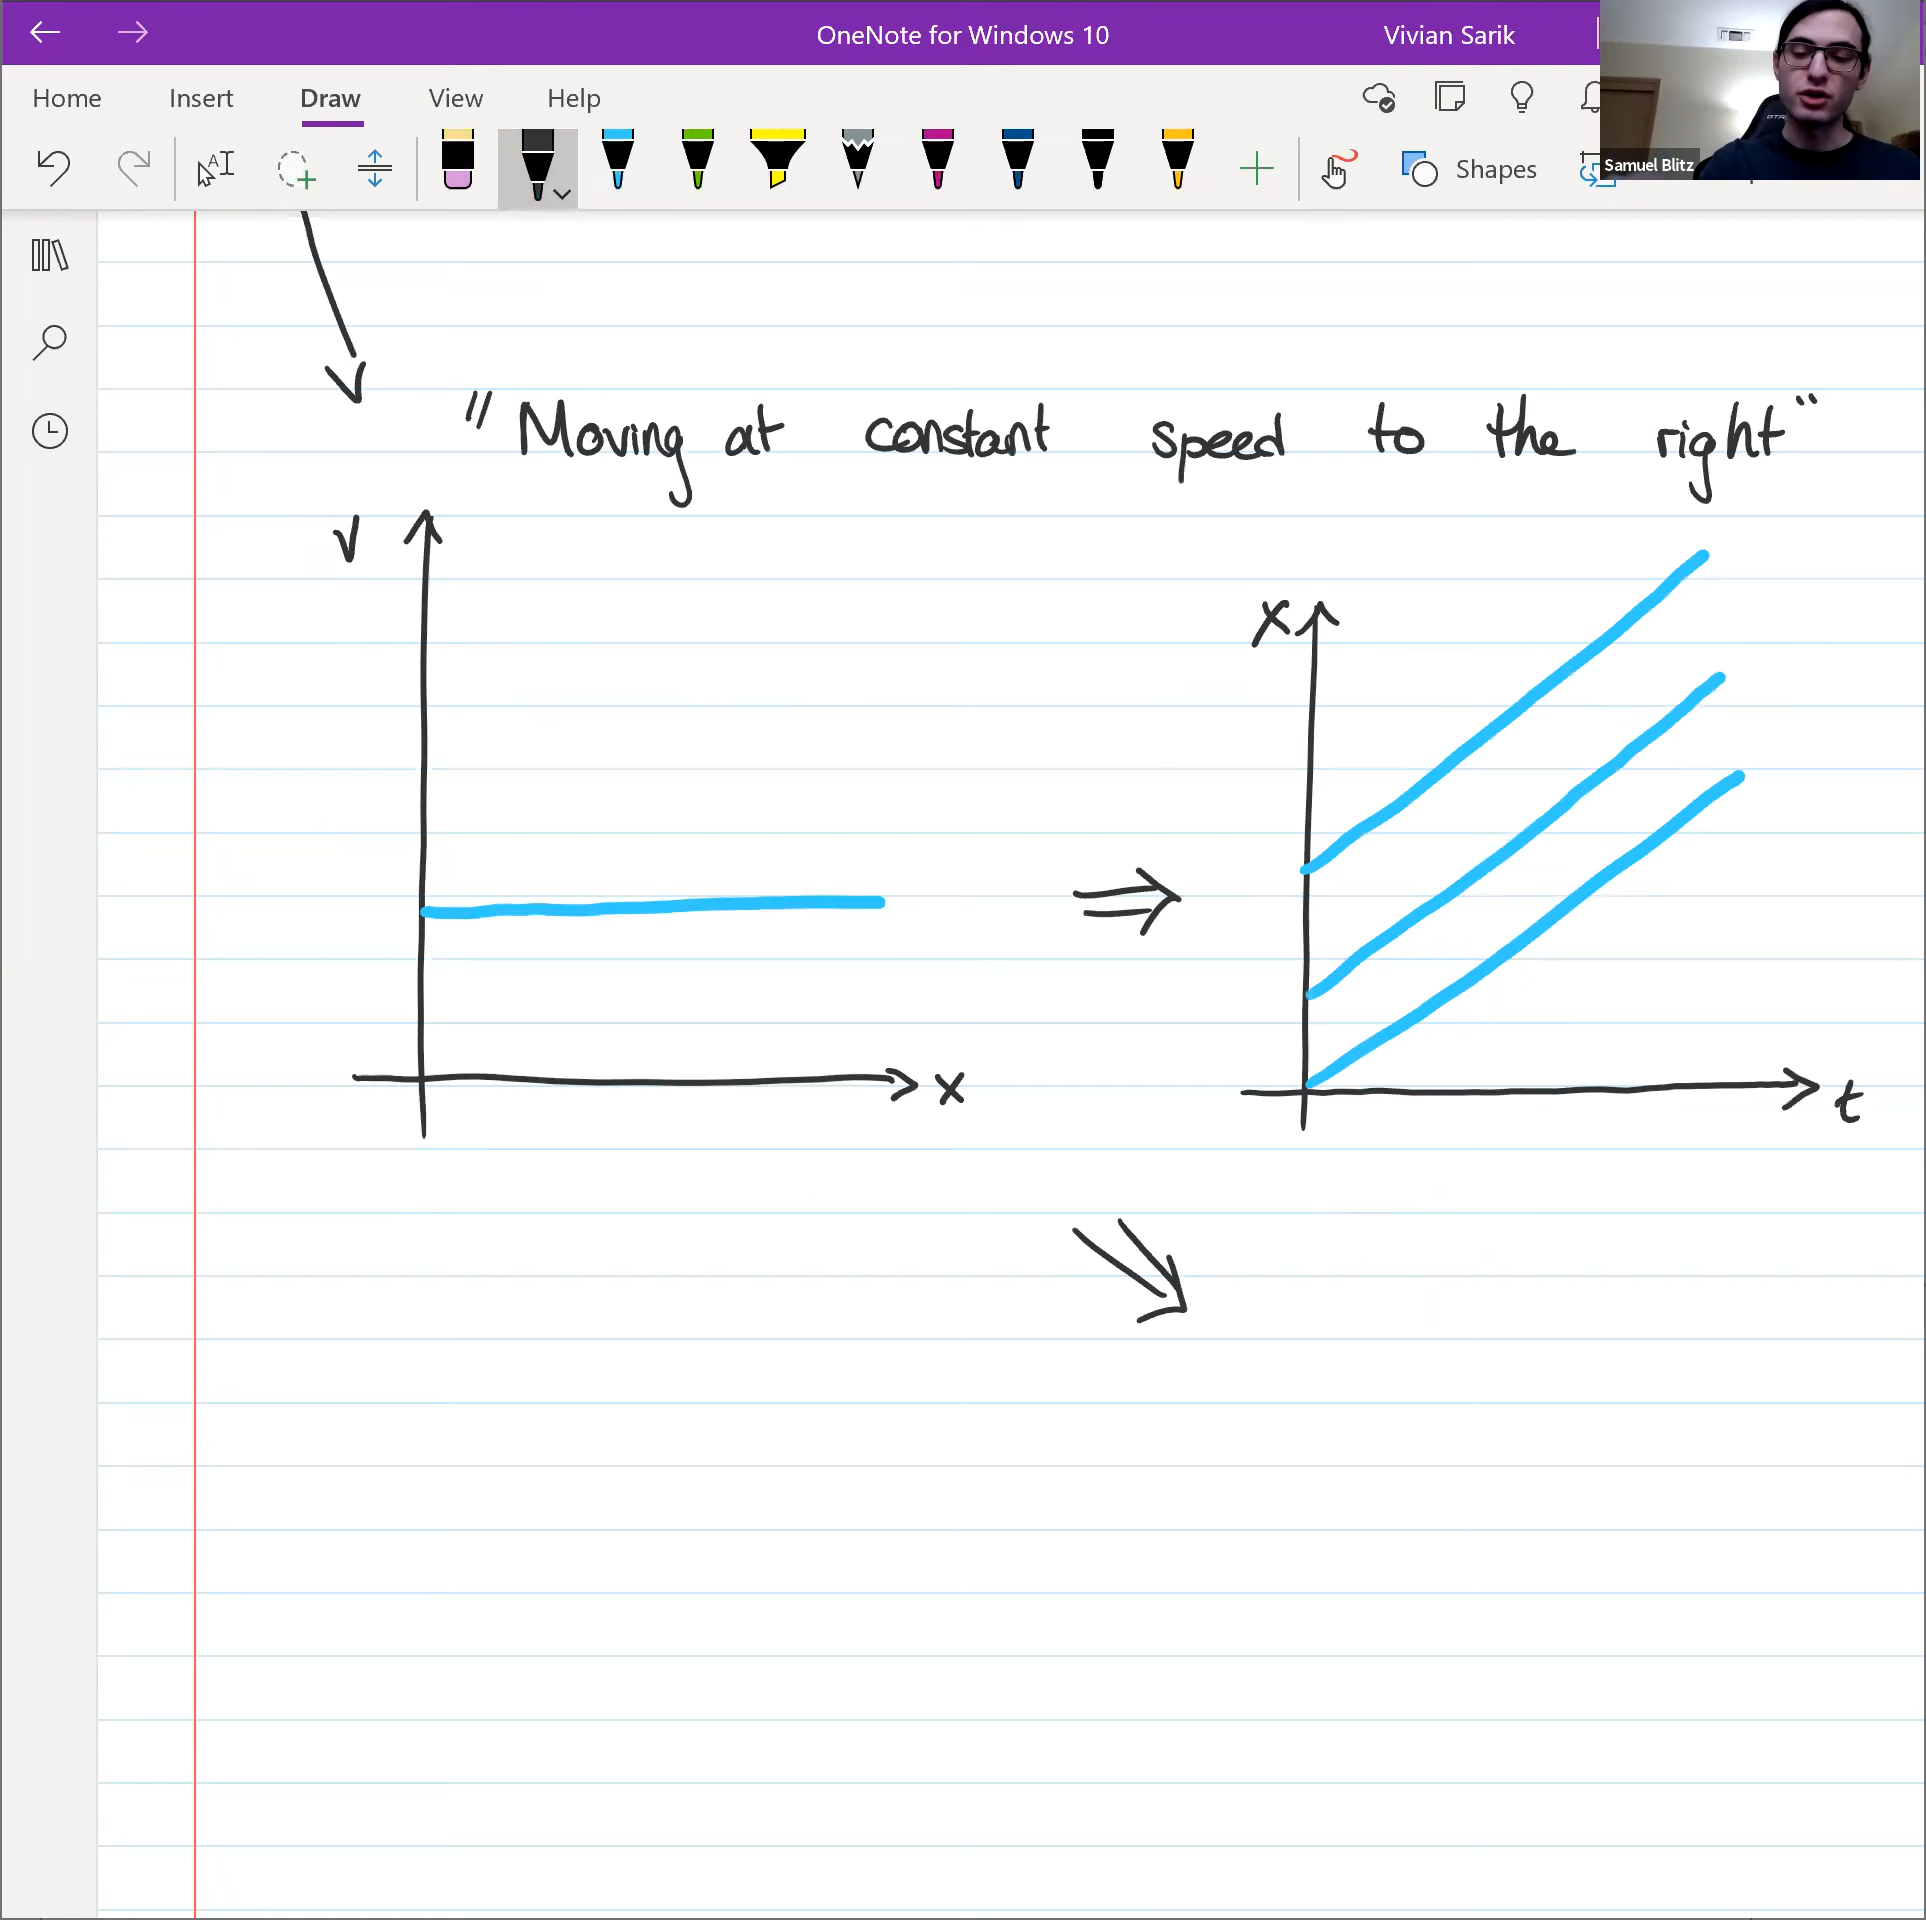 OneNote for Windows 10
Vivian Sarik
Home Insert Draw View Help
Shapes
Samuel Blitz
"Moving at constant speed to the right"
v
x
x
t